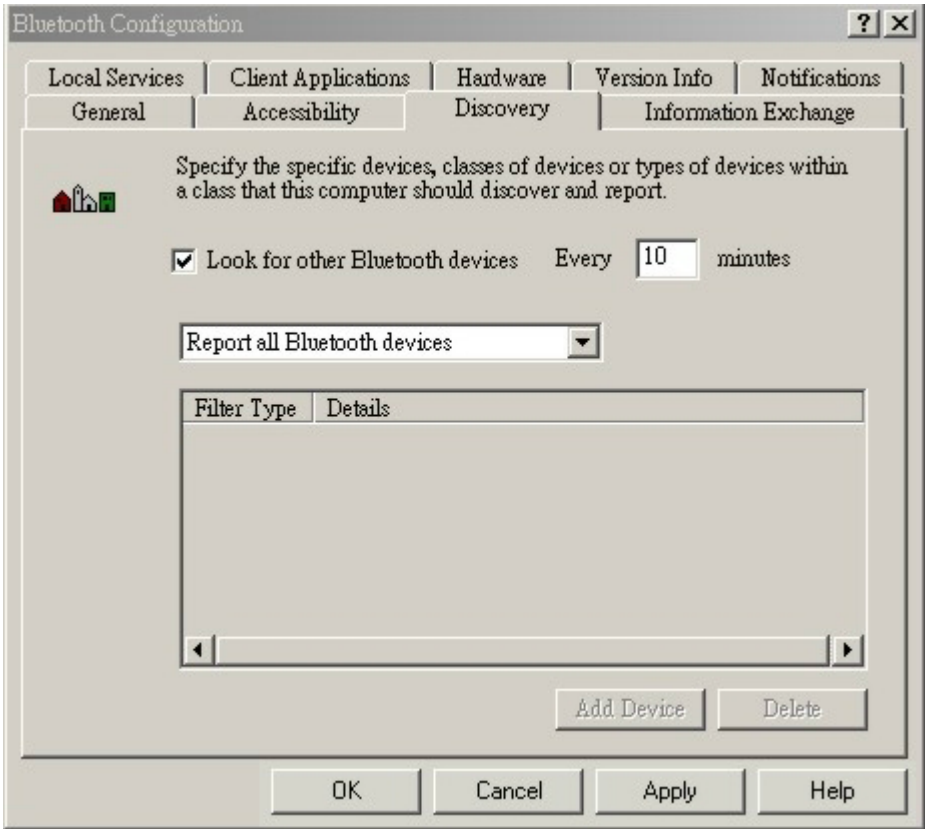 Bluetooth Configuration
Local Services Client Applications Hardware Version Info Notifications
General Accessibility Discovery Information Exchange
Specify the specific devices, classes of devices or types of devices within
a class that this computer should discover and report.
Look for other Bluetooth devices Every 10 minutes
Report all Bluetooth devices
Filter Type Details
Add Device Delete
OK Cancel Apply Help